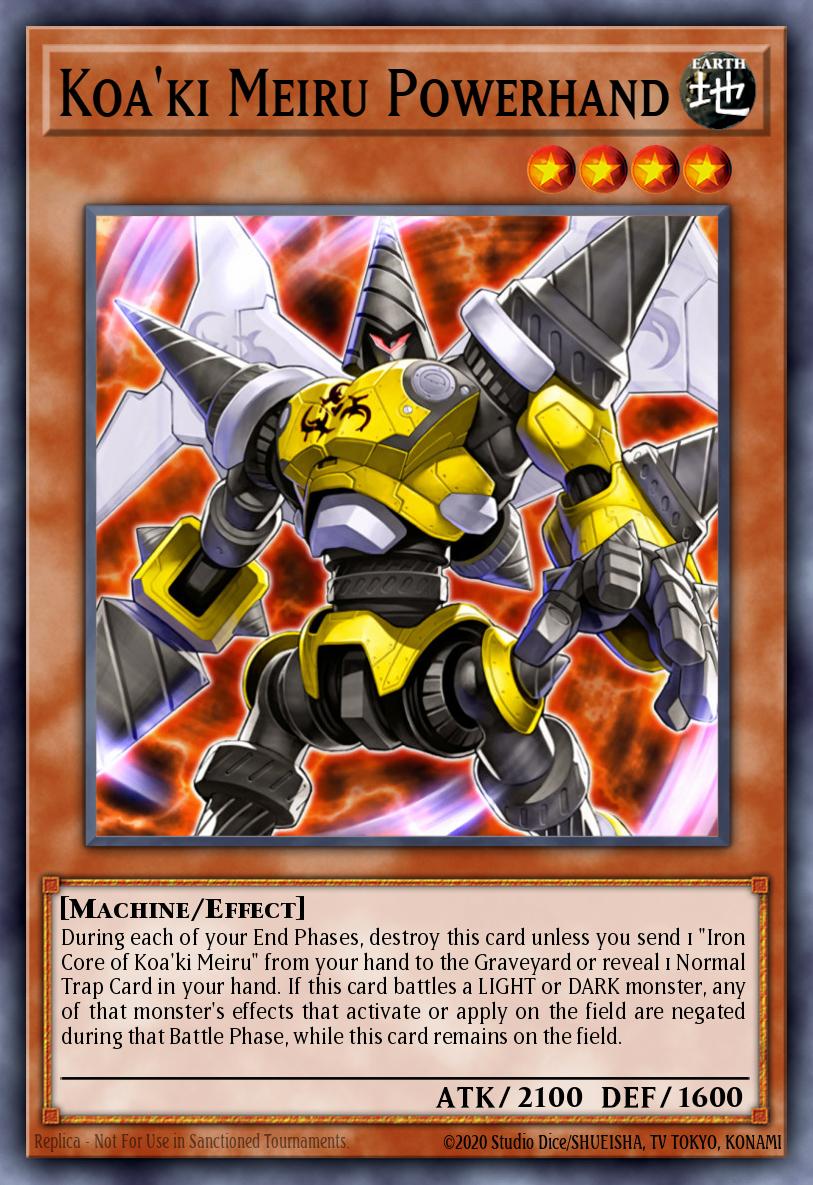 Koa'ki Meiru Powerhand
EARTH
地
[Machine/Effect]
During each of your End Phases, destroy this card unless you send 1 "Iron
Core of Koa'ki Meiru" from your hand to the Graveyard or reveal 1 Normal
Trap Card in your hand. If this card battles a LIGHT or DARK monster, any
of that monster's effects that activate or apply on the field are negated
during that Battle Phase, while this card remains on the field.
ATK/2100 DEF/1600
Replica - Not For Use in Sanctioned Tournaments.
©2020 Studio Dice/SHUEISHA, TV TOKYO, KONAMI